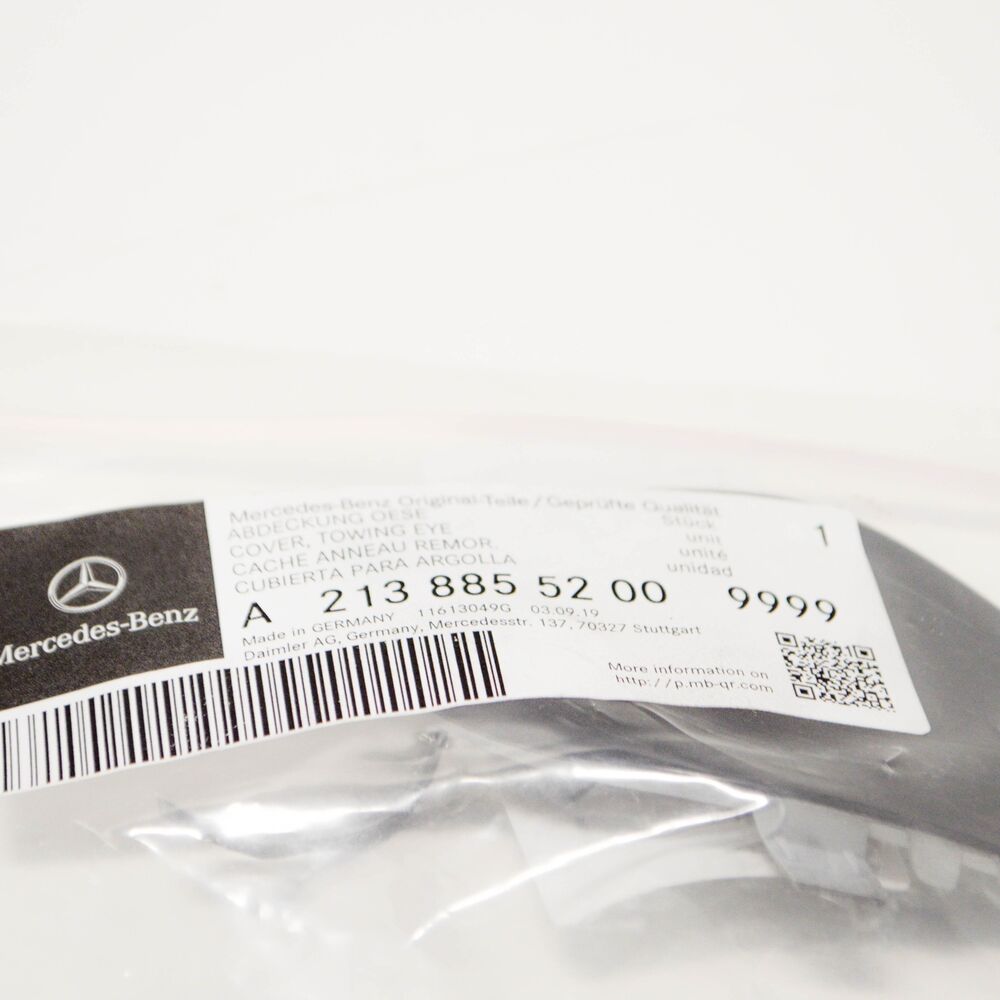 Mercedes-Benz
Mercedes-Benz Original-Teile / Geprüfte Qualität
ABDECKUNG OESE
COVER, TOWING EYE
CACHE ANNEAU REMOR.
CUBIERTA PARA ARGOLLA
Stück
unit
unité
unidad
1
A 213 885 52 00 9999
Made in GERMANY 11613049G 03.09.19
Daimler AG, Germany, Mercedesstr. 137, 70327 Stuttgart
More information on
http://p.mb-qr.com